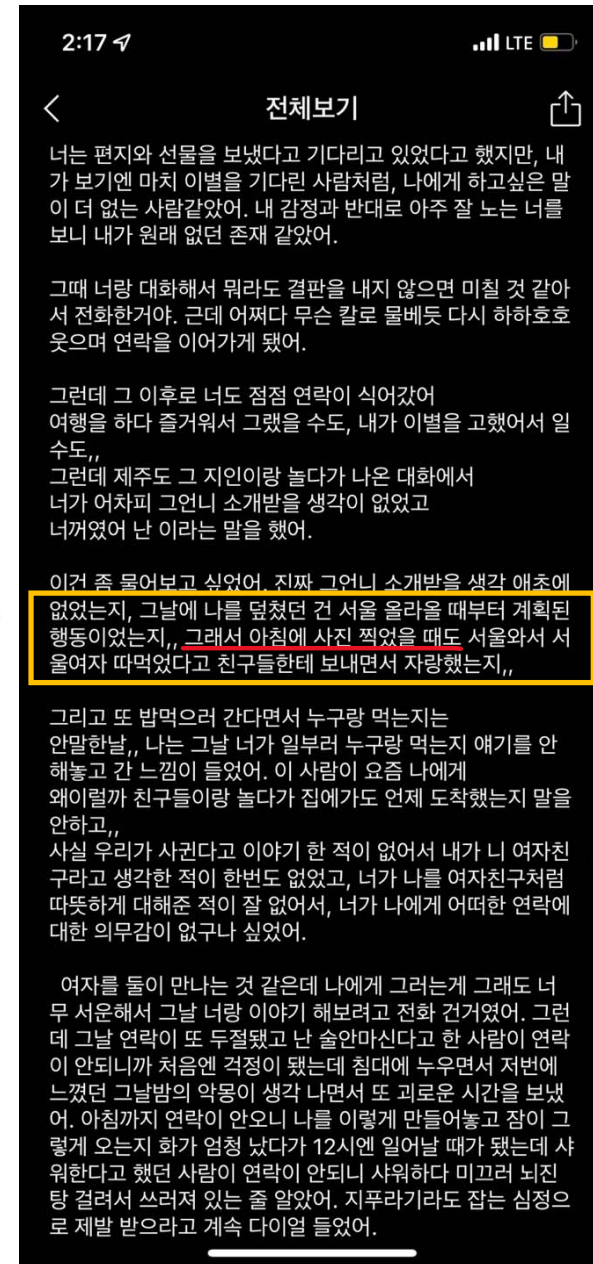 2:17
LTE
전체보기
너는 편지와 선물을 보냈다고 기다리고 있었다고 했지만, 내
가 보기엔 마치 이별을 기다린 사람처럼, 나에게 하고싶은 말
이 더 없는 사람같았어. 내 감정과 반대로 아주 잘 노는 너를
보니 내가 원래 없던 존재 같았어.
그때 너랑 대화해서 뭐라도 결판을 내지 않으면 미칠 것 같아
서 전화한거야. 근데 어쩌다 무슨 칼로 물베듯 다시 하하호호
웃으며 연락을 이어가게 됐어.
그런데 그 이후로 너도 점점 연락이 식어갔어
여행을 하다 즐거워서 그랬을 수도, 내가 이별을 고했어서 일
수도,,
그런데 제주도 그 지인이랑 놀다가 나온 대화에서
너가 어차피 그언니 소개받을 생각이 없었고
너꺼였어 난 이라는 말을 했어.
이건 좀 물어보고 싶었어. 진짜 그언니 소개받을 생각 애초에
없었는지, 그날에 나를 덮쳤던 건 서울 올라올 때부터 계획된
행동이었는지,, 그래서 아침에 사진 찍었을 때도 서울와서 서
울여자 따먹었다고 친구들한테 보내면서 자랑했는지,,
그리고 또 밥먹으러 간다면서 누구랑 먹는지는
안말한날,, 나는 그날 너가 일부러 누구랑 먹는지 얘기를 안
해놓고 간 느낌이 들었어. 이 사람이 요즘 나에게
왜이럴까 친구들이랑 놀다가 집에가도 언제 도착했는지 말을
안하고,,
사실 우리가 사귄다고 이야기 한 적이 없어서 내가 니 여자친
구라고 생각한 적이 한번도 없었고, 너가 나를 여자친구처럼
따뜻하게 대해준 적이 잘 없어서, 너가 나에게 어떠한 연락에
대한 의무감이 없구나 싶었어.
여자를 둘이 만나는 것 같은데 나에게 그러는게 그래도 너
무 서운해서 그날 너랑 이야기 해보려고 전화 건거였어. 그런
데 그날 연락이 또 두절됐고 난 술안마신다고 한 사람이 연락
이 안되니까 처음엔 걱정이 됐는데 침대에 누우면서 저번에
느꼈던 그날밤의 악몽이 생각 나면서 또 괴로운 시간을 보냈
어. 아침까지 연락이 안오니 나를 이렇게 만들어놓고 잠이 그
렇게 오는지 화가 엄청 났다가 12시엔 일어날 때가 됐는데 샤
워한다고 했던 사람이 연락이 안되니 샤워하다 미끄러 뇌진
탕 걸려서 쓰러져 있는 줄 알았어. 지푸라기라도 잡는 심정으
로 제발 받으라고 계속 다이얼 들었어.